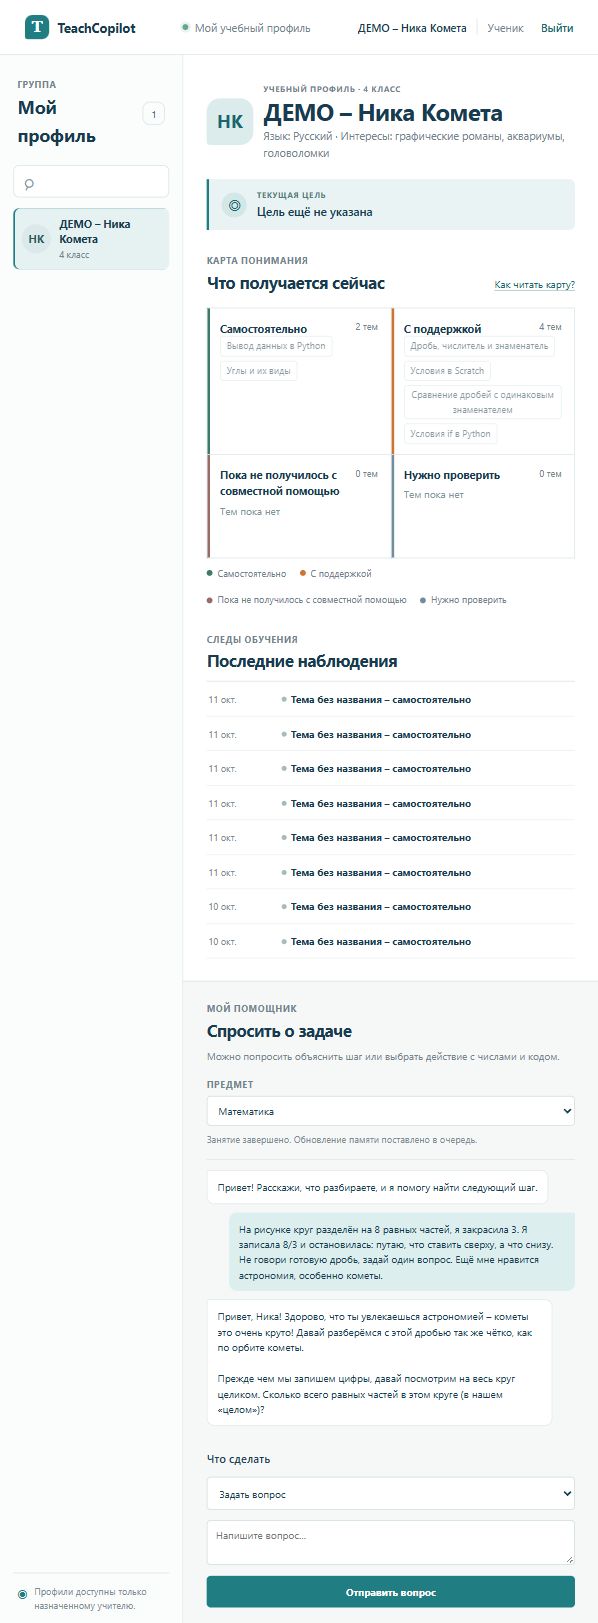 T TeachCopilot
Мой учебный профиль
ДЕМО – Ника Комета
Ученик
Выйти
ГРУППА
Мой
профиль
1
ДЕМО – Ника
НК
Комета
4 класс
Профили доступны только
назначенному учителю.
НК
УЧЕБНЫЙ ПРОФИЛЬ · 4 КЛАСС
ДЕМО – Ника Комета
Язык: Русский · Интересы: графические романы, аквариумы,
головоломки
ТЕКУЩАЯ ЦЕЛЬ
Цель ещё не указана
КАРТА ПОНИМАНИЯ
Что получается сейчас
Как читать карту?
Самостоятельно
2 тем
Вывод данных в Python
Углы и их виды
С поддержкой
4 тем
Дробь, числитель и знаменатель
Условия в Scratch
Сравнение дробей с одинаковым
знаменателем
Условия if в Python
Пока не получилось с
совместной помощью
0 тем
Тем пока нет
Нужно проверить
0 тем
Тем пока нет
Самостоятельно
С поддержкой
Пока не получилось с совместной помощью
Нужно проверить
СЛЕДЫ ОБУЧЕНИЯ
Последние наблюдения
11 окт. Тема без названия – самостоятельно
11 окт. Тема без названия – самостоятельно
11 окт. Тема без названия – самостоятельно
11 окт. Тема без названия – самостоятельно
11 окт. Тема без названия – самостоятельно
11 окт. Тема без названия – самостоятельно
10 окт. Тема без названия – самостоятельно
10 окт. Тема без названия – самостоятельно
МОЙ ПОМОЩНИК
Спросить о задаче
Можно попросить объяснить шаг или выбрать действие с числами и кодом.
ПРЕДМЕТ
Математика
Занятие завершено. Обновление памяти поставлено в очередь.
Привет! Расскажи, что разбираете, и я помогу найти следующий шаг.
На рисунке круг разделён на 8 равных частей, я закрасила 3. Я
записала 8/3 и остановилась: путаю, что ставить сверху, а что снизу.
Не говори готовую дробь, задай один вопрос. Ещё мне нравится
астрономия, особенно кометы.
Привет, Ника! Здорово, что ты увлекаешься астрономией – кометы
это очень круто! Давай разберёмся с этой дробью так же чётко, как
по орбите кометы.
Прежде чем мы запишем цифры, давай посмотрим на весь круг
целиком. Сколько всего равных частей в этом круге (в нашем
«целом»)?
Что сделать
Задать вопрос
Напишите вопрос...
Отправить вопрос